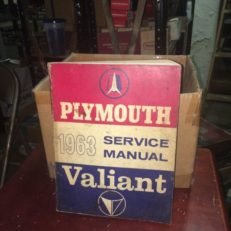 PLYMOUTH
1963 SERVICE
MANUAL
Valiant